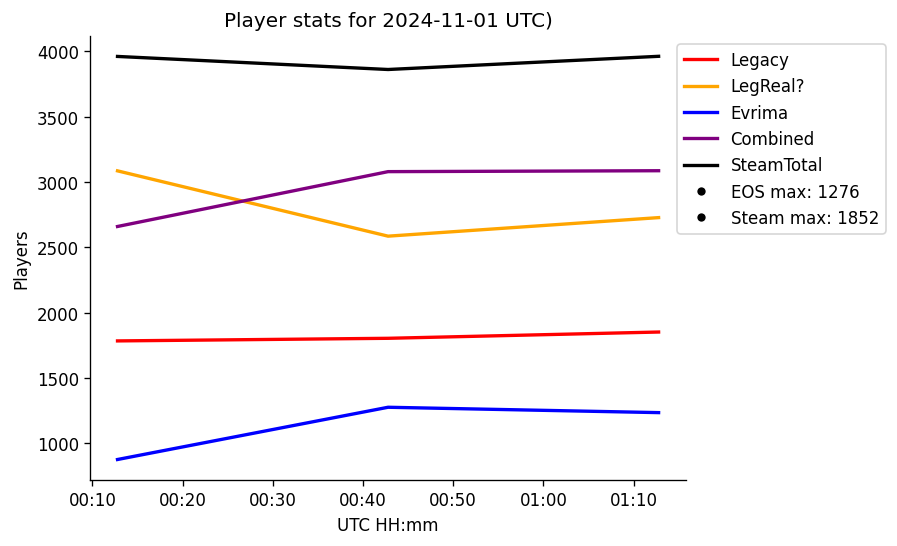 Player stats for 2024-11-01 UTC)
4000
3500
3000
2500
2000
1500
1000
Players
00:10 00:20 00:30 00:40 00:50 01:00 01:10
UTC HH:mm
Legacy
LegReal?
Evrima
Combined
SteamTotal
EOS max: 1276
Steam max: 1852